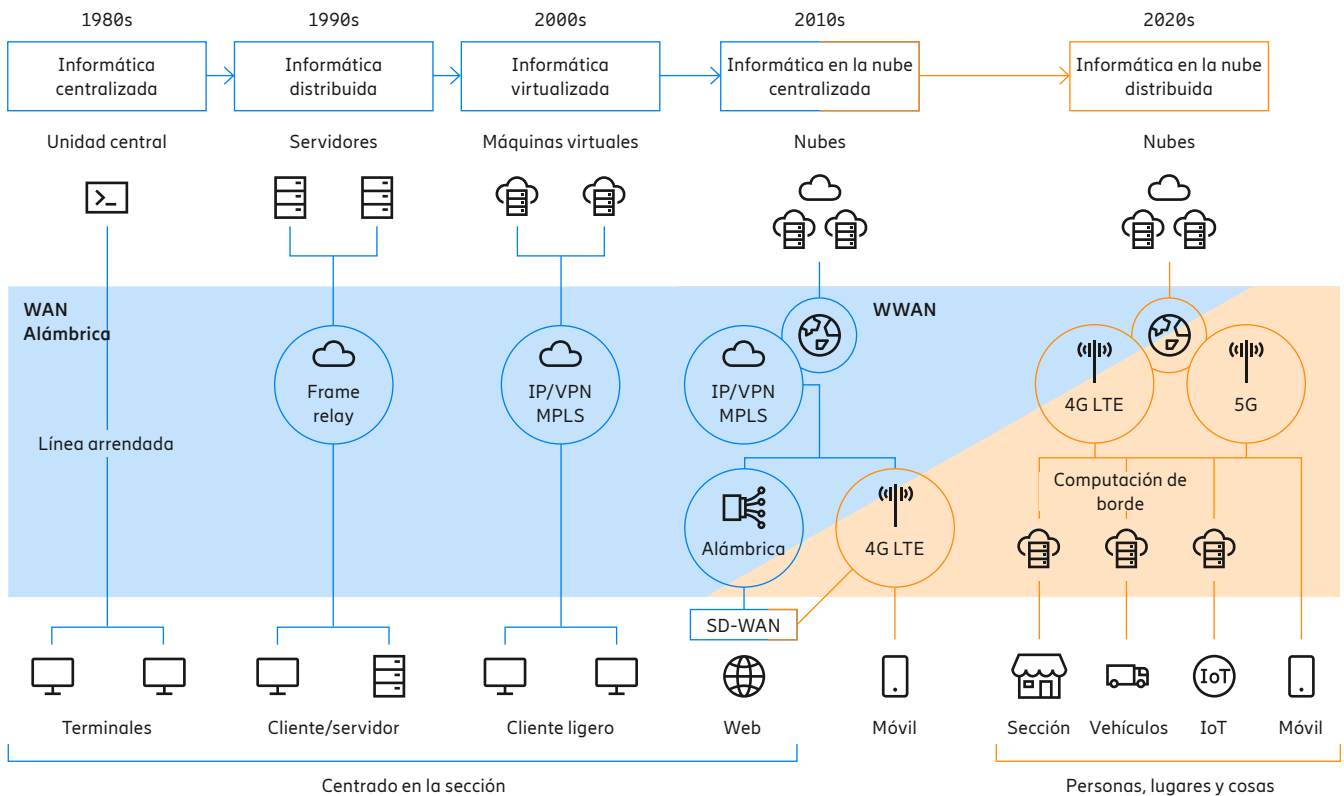 1980s
1990s
2000s
2010s
2020s
Informática
centralizada
Informática
distribuida
Informática
virtualizada
Informática en la nube
centralizada
Informática en la nube
distribuida
Unidad central
Servidores
Máquinas virtuales
Nubes
Nubes
>_
WAN
Alámbrica
WWAN
Línea arrendada
Frame
relay
IP/VPN
MPLS
IP/VPN
MPLS
4G LTE
5G
Alámbrica
4G LTE
Computación de
borde
SD-WAN
IoT
Terminales
Cliente/servidor
Cliente ligero
Web
Móvil
Sección
Vehículos
IoT
Móvil
Centrado en la sección
Personas, lugares y cosas